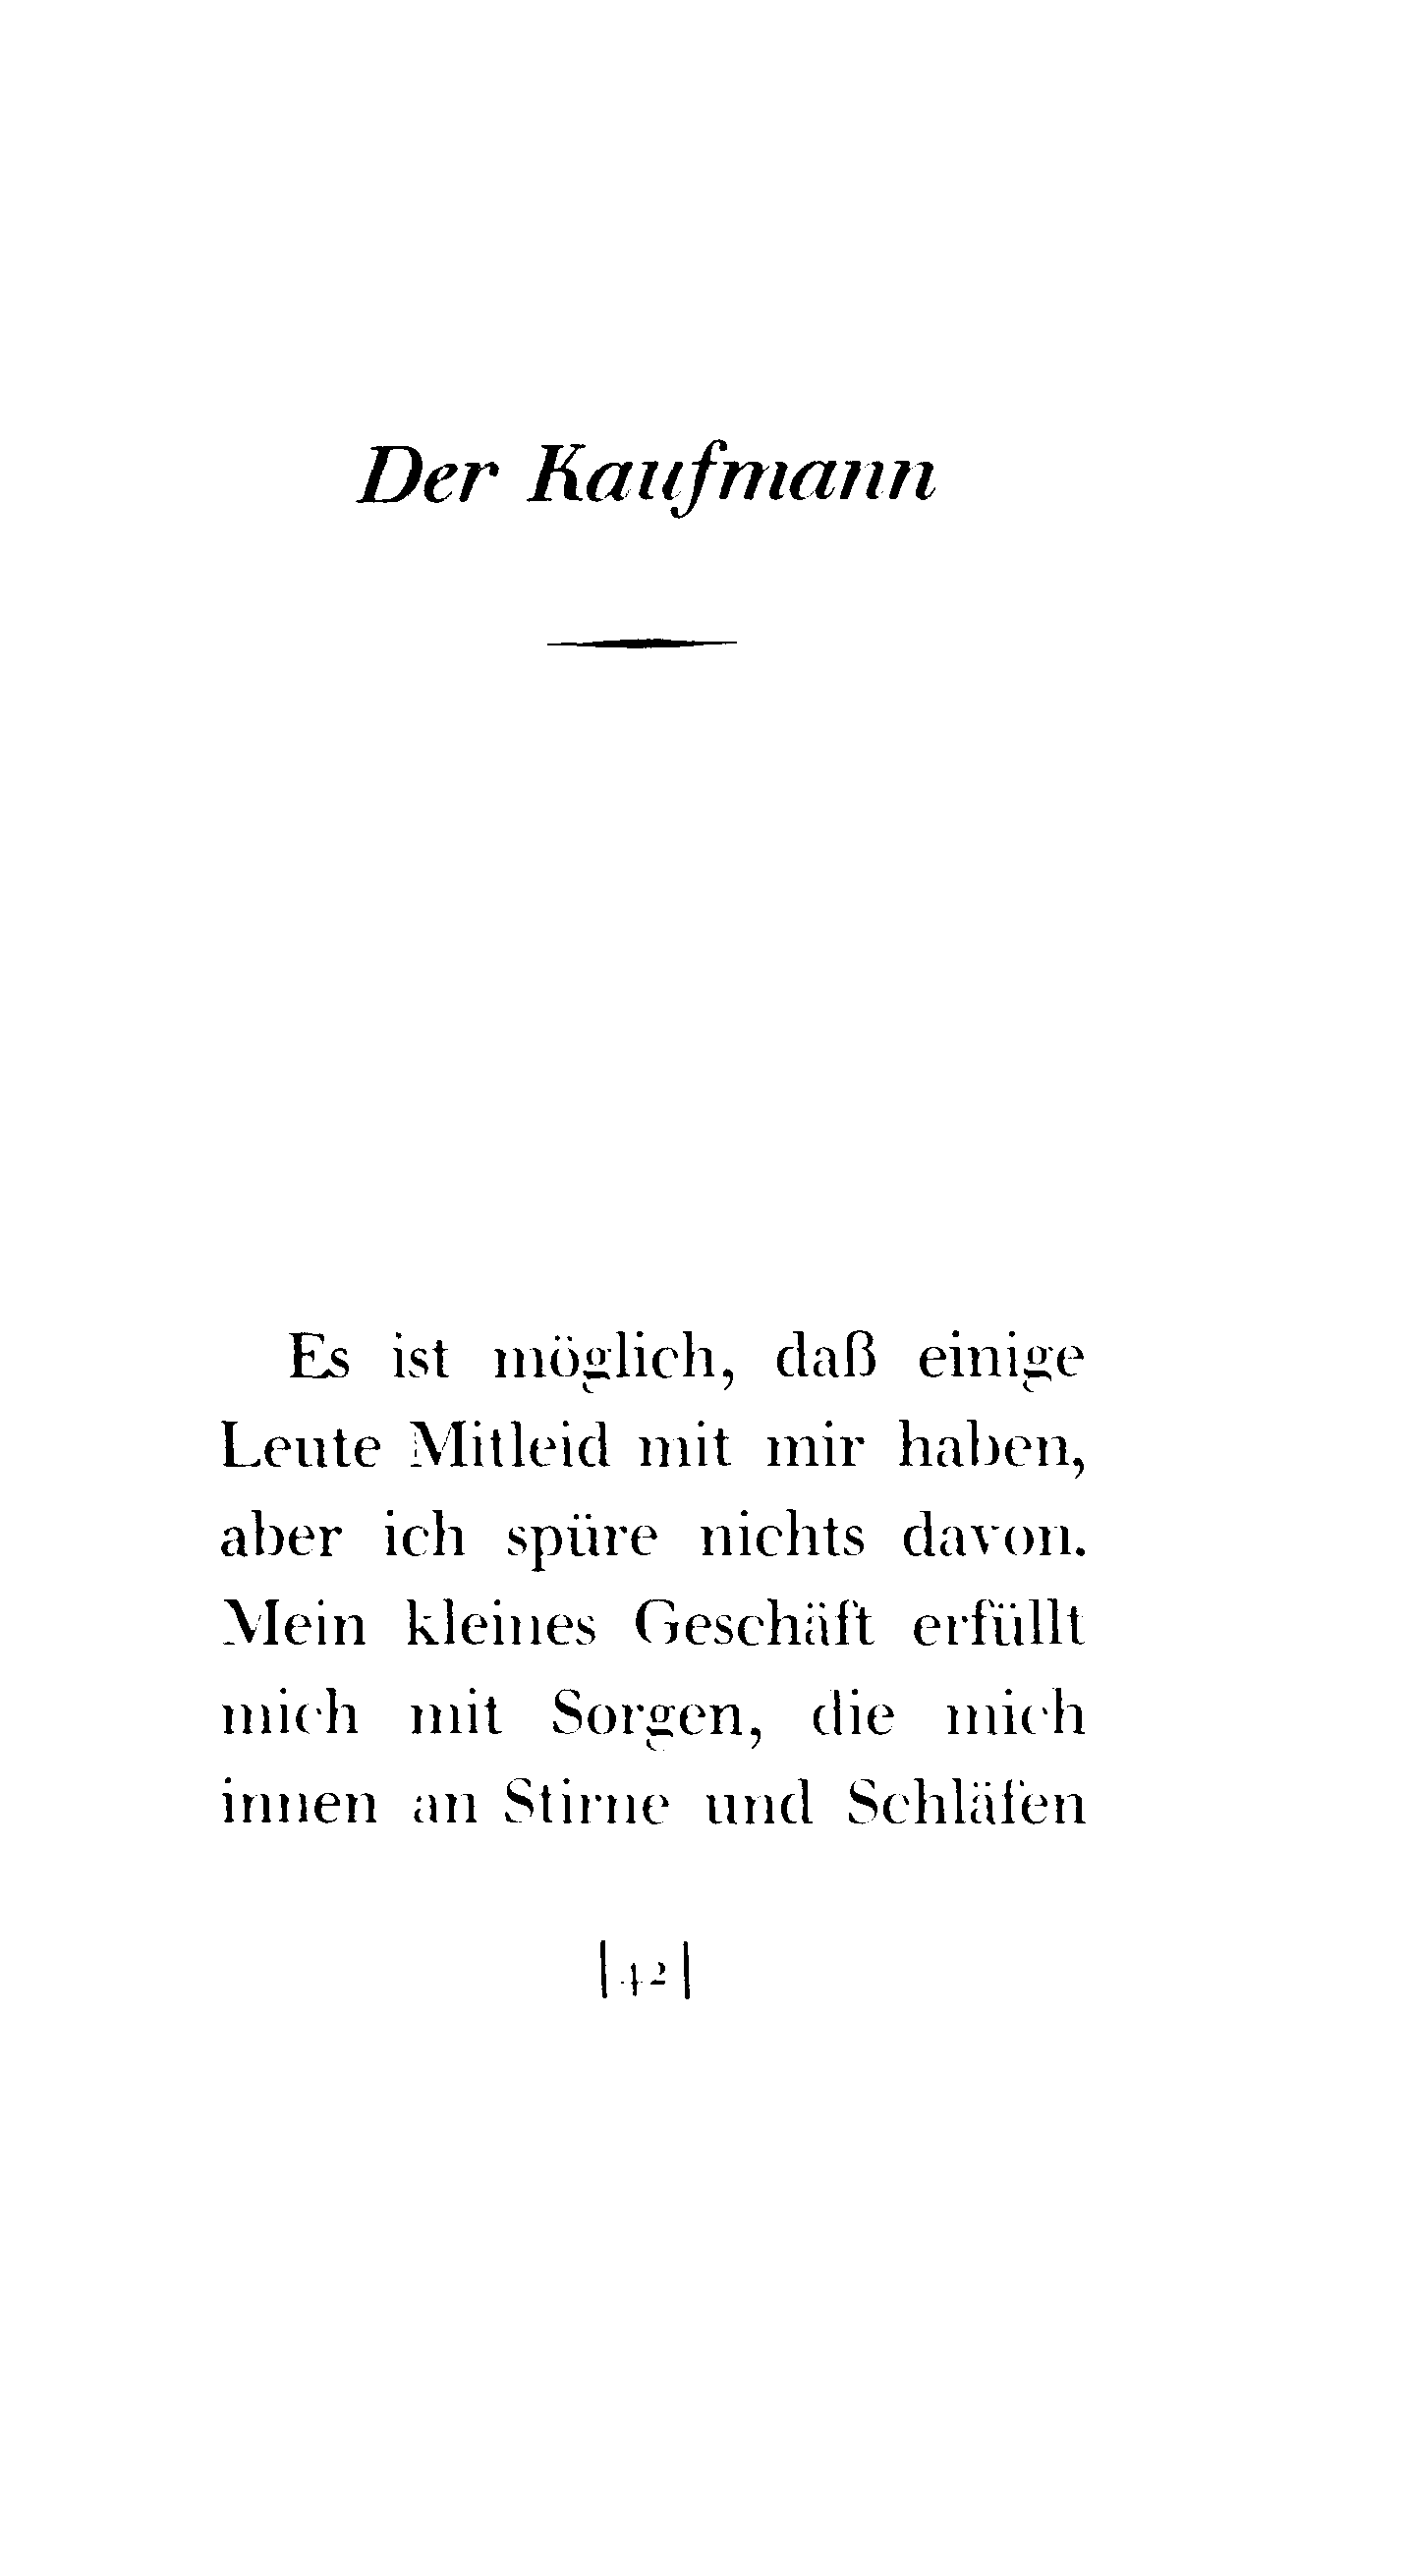 Der Kaufmann
Es ist möglich, daß einige
Leute Mitleid mit mir haben,
aber ich spüre nichts davon.
Mein kleines Geschäft erfüllt
mich mit Sorgen, die mich
innen an Stirne und Schläfen
|42|